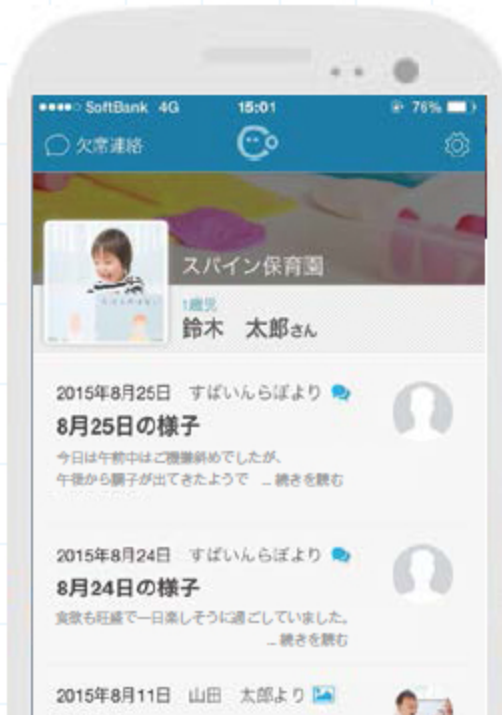 SoftBank 4G 15:01 76%
欠席連絡
スパイン保育園
1歳児
鈴木 太郎さん
2015年8月25日 すぱいんらぼより
8月25日の様子
今日は午前中はご機嫌斜めでしたが、
午後から調子が出てきたようで …続きを読む
2015年8月24日 すぱいんらぼより
8月24日の様子
食欲も旺盛で一日楽しそうに過ごしていました。
…続きを読む
2015年8月11日 山田 太郎より